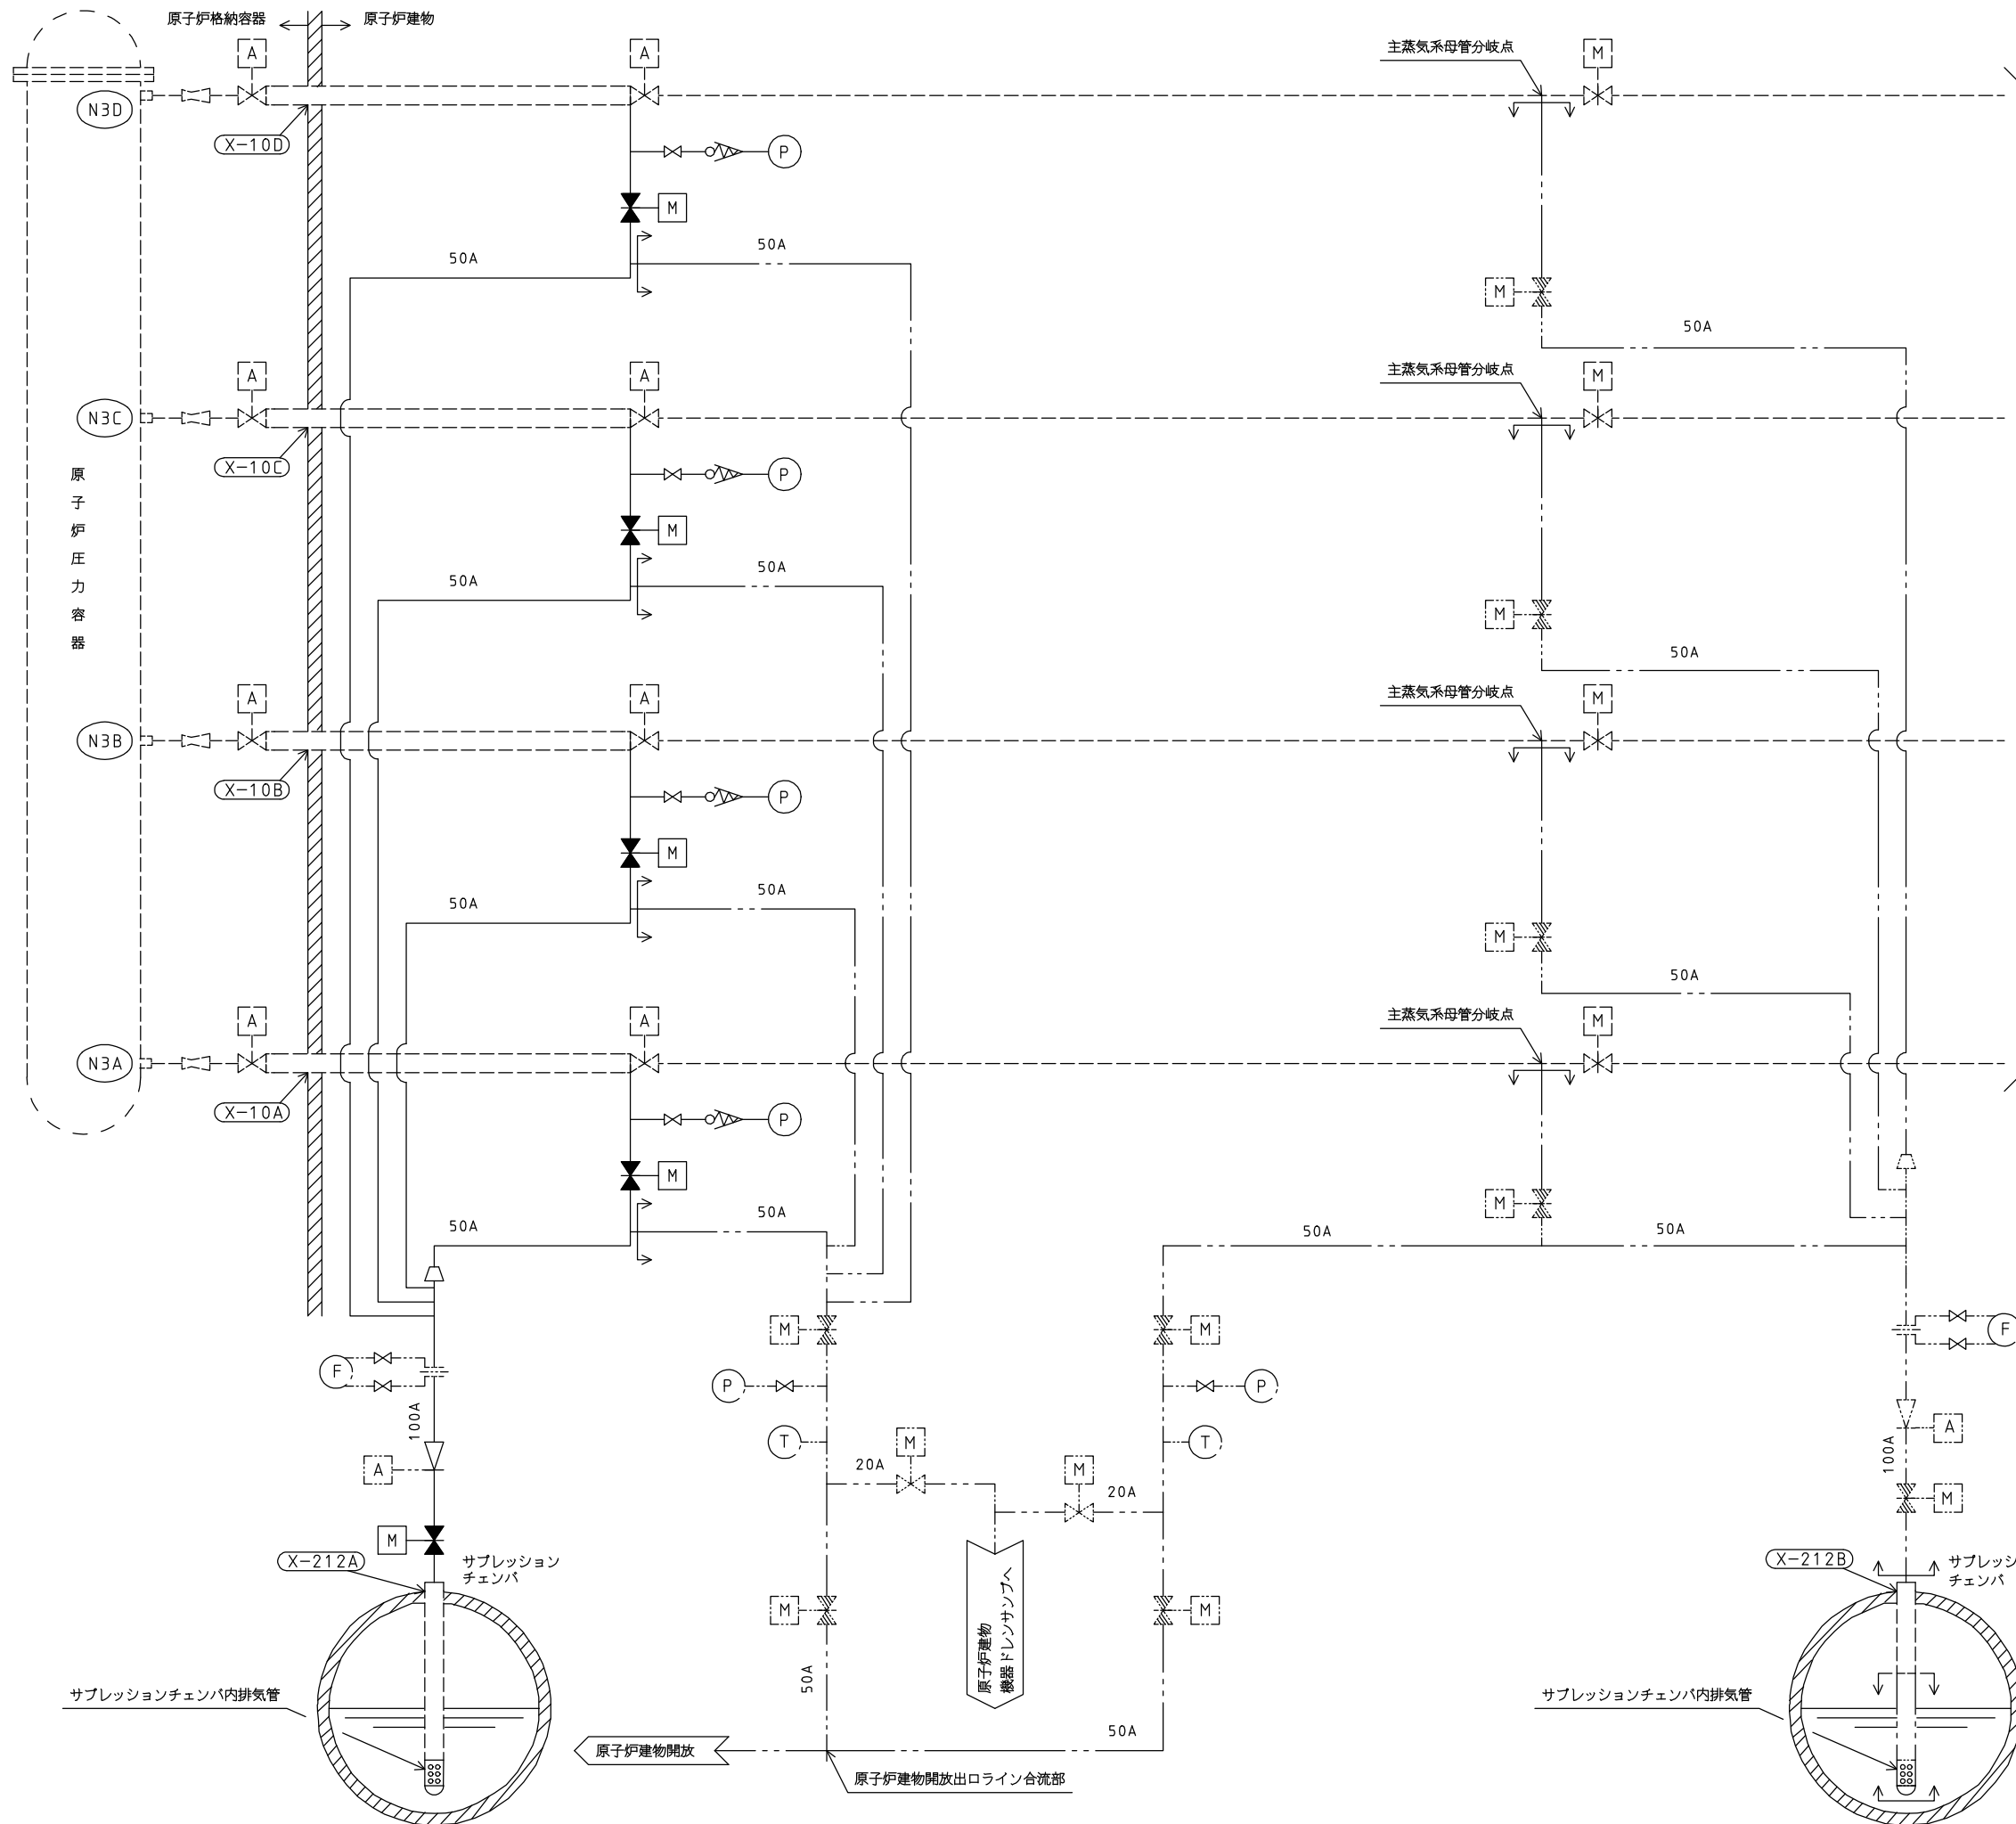 原子炉格納容器
原子炉建物
A
A
主蒸気系母管分岐点
M
N3D
X-10D
P
M
50A
50A
M
50A
A
A
主蒸気系母管分岐点
M
N3C
X-10C
P
M
原子炉圧力容器
50A
50A
M
50A
A
A
主蒸気系母管分岐点
M
N3B
X-10B
P
M
50A
50A
M
50A
A
A
主蒸気系母管分岐点
M
N3A
X-10A
P
M
50A
50A
M
50A
50A
M
M
F
F
P
P
100A
T
M
T
A
A
20A
M
20A
100A
M
M
X-212A
サプレッション
チェンバ
X-212B
サプレッシ
チェンバ
M
M
原子炉建物
機器ドレンサンプへ
50A
サプレッションチェンバ内排気管
サプレッションチェンバ内排気管
50A
原子炉建物開放
原子炉建物開放出口ライン合流部